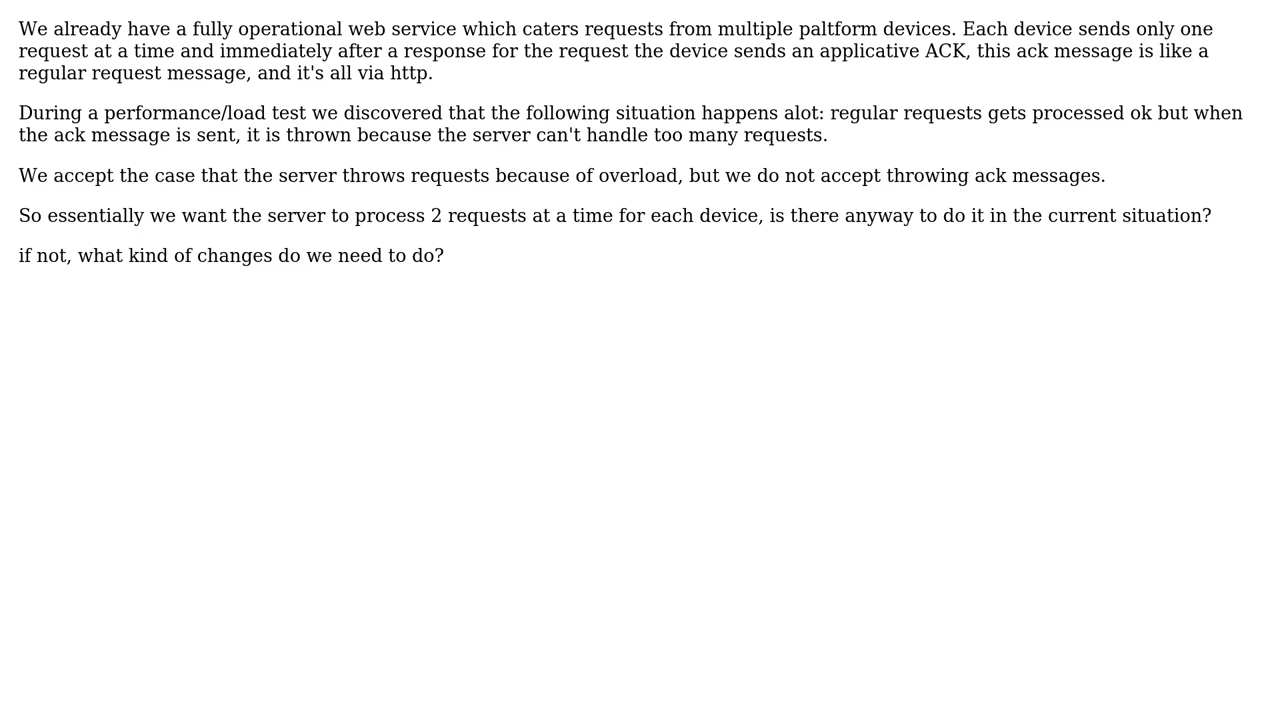 We already have a fully operational web service which caters requests from multiple paltform devices. Each device sends only one
request at a time and immediately after a response for the request the device sends an applicative ACK, this ack message is like a
regular request message, and it's all via http.
During a performance/load test we discovered that the following situation happens alot: regular requests gets processed ok but when
the ack message is sent, it is thrown because the server can't handle too many requests.
We accept the case that the server throws requests because of overload, but we do not accept throwing ack messages.
So essentially we want the server to process 2 requests at a time for each device, is there anyway to do it in the current situation?
if not, what kind of changes do we need to do?